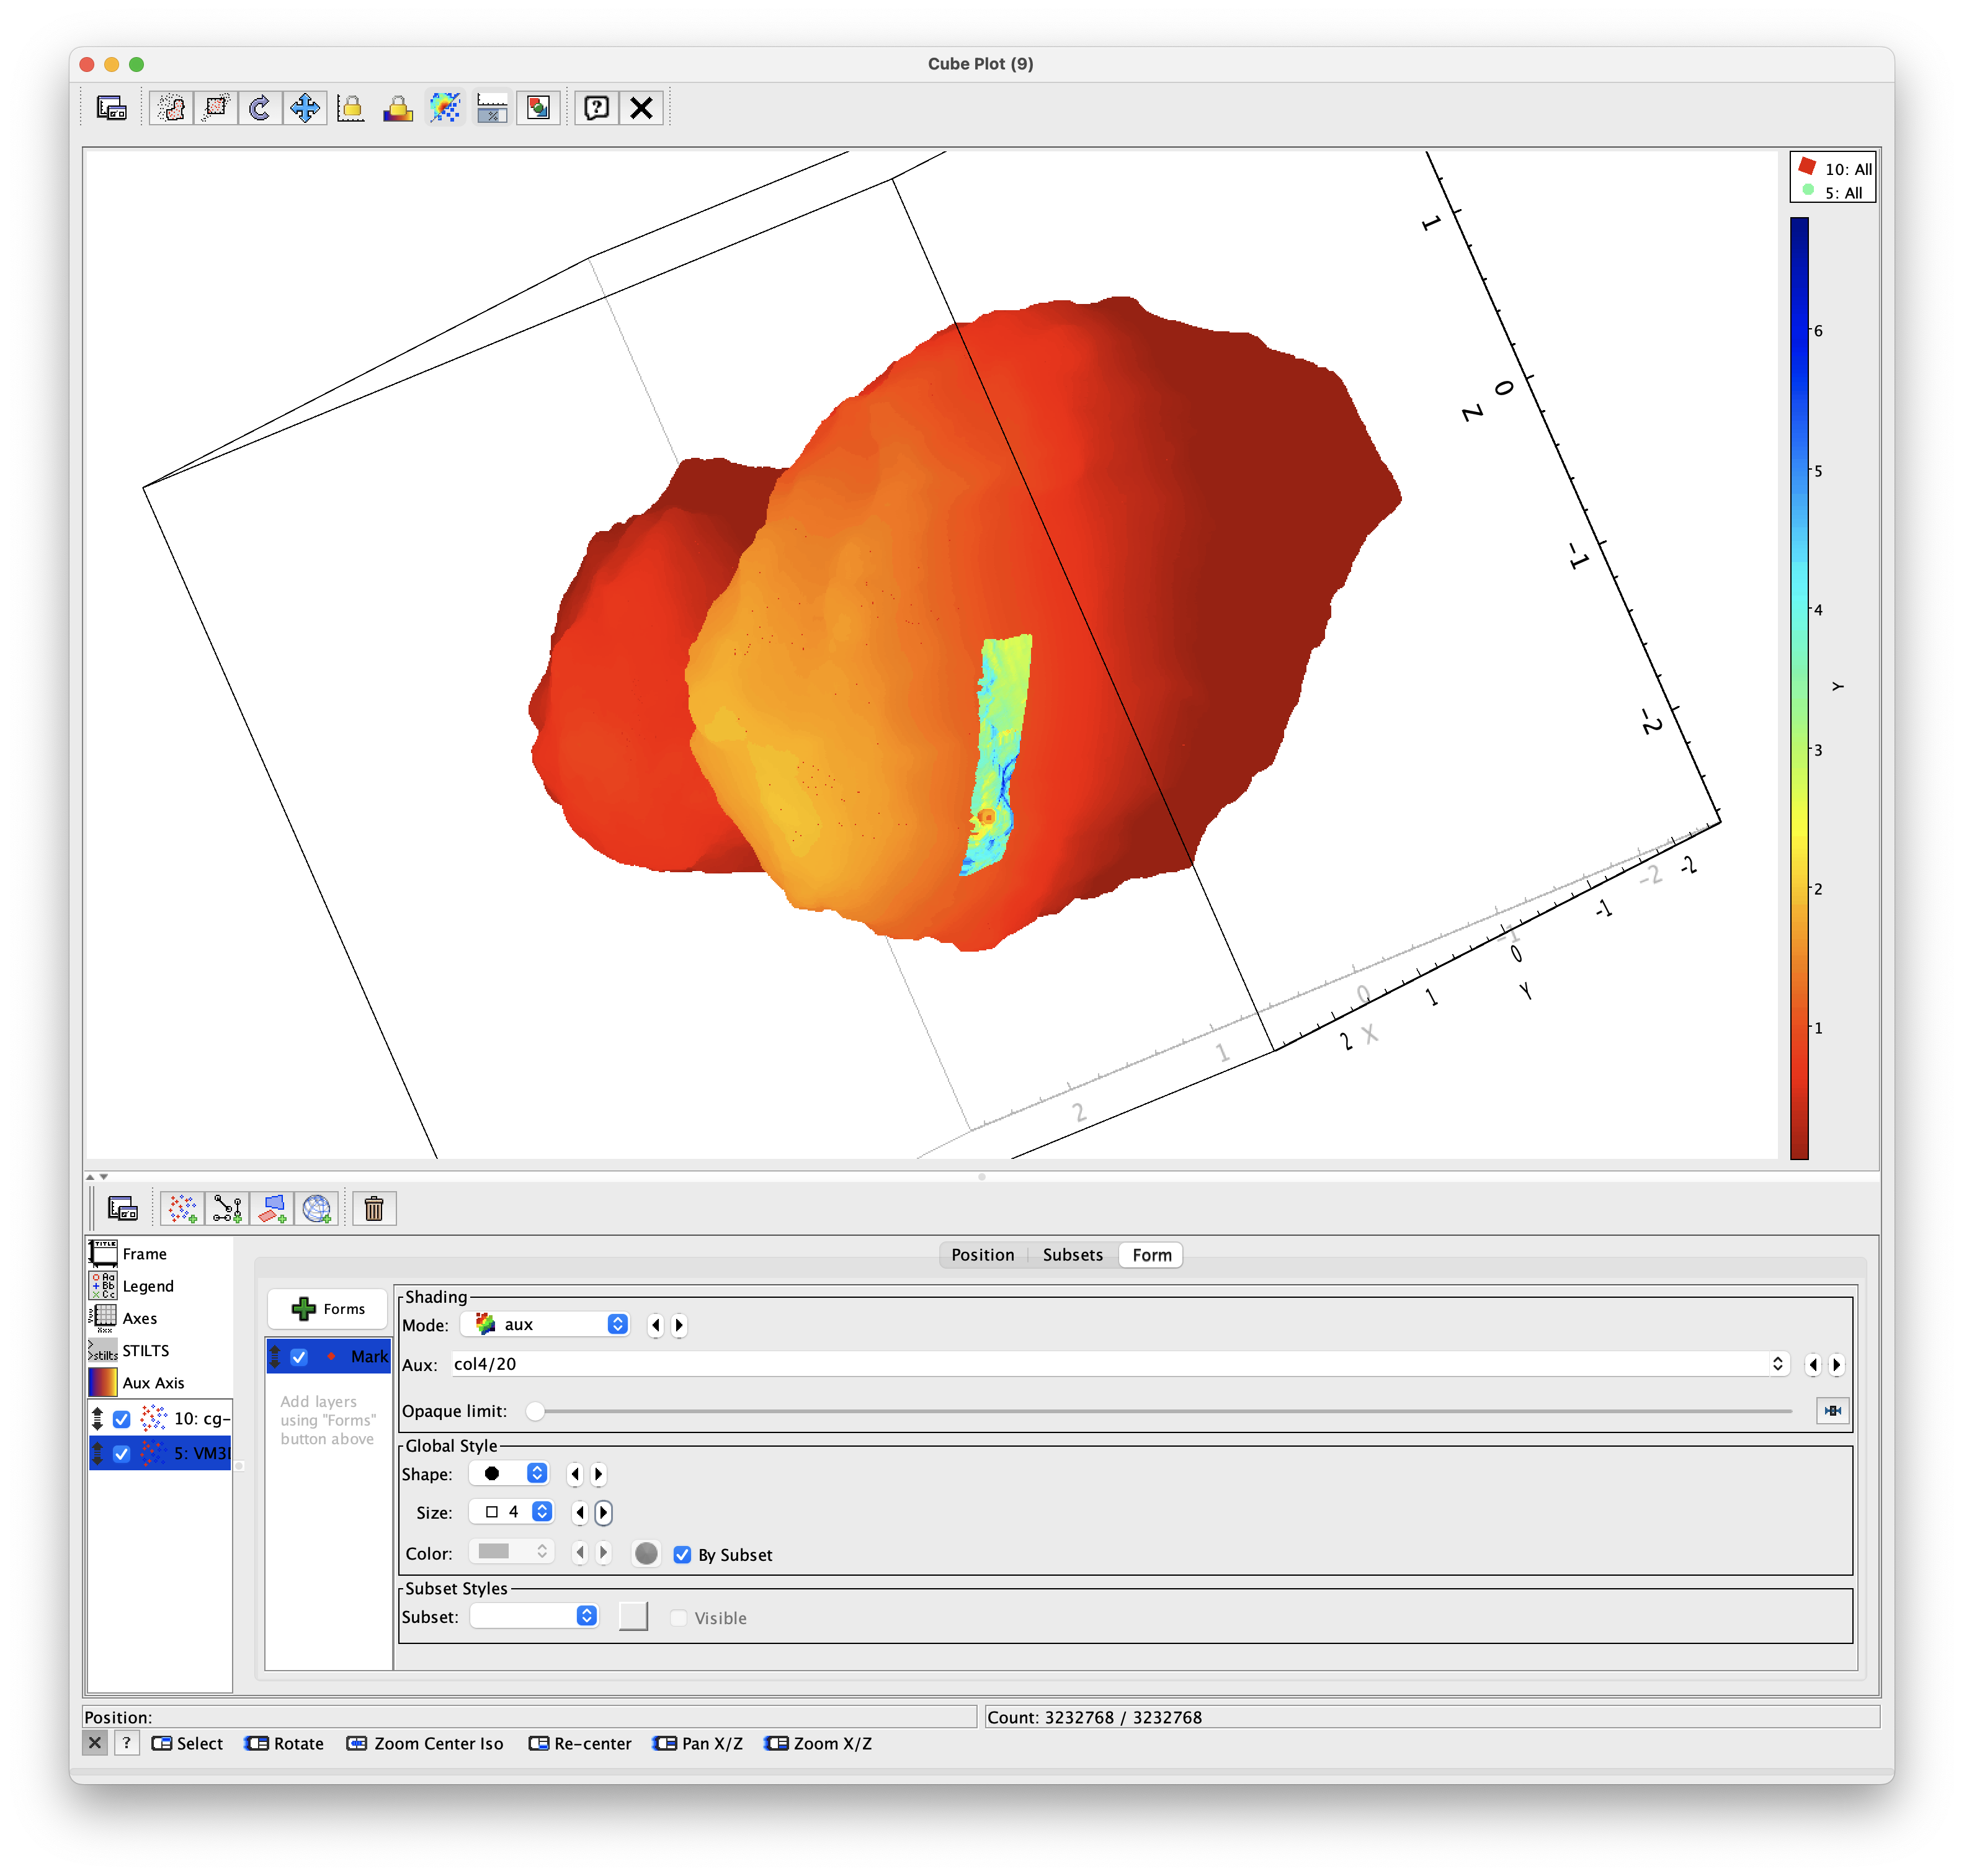 Cube Plot (9)
10: All
5: All
1
0
Z
-1
-2
6
5
4
Y
3
2
1
-2
-2
-1
-1
0
Y
0
1
2
X
1
2
Frame
Legend
Axes
STILTS
Aux Axis
10: cg-
5: VM3
Position
Subsets
Form
Forms
Mark
Add layers
using "Forms"
button above
Shading
Mode: aux
Aux: col4/20
Opaque limit:
Global Style
Shape:
Size: 4
Color: By Subset
Subset Styles
Subset: Visible
Position:
Count: 3232768 / 3232768
? Select Rotate Zoom Center Iso Re-center Pan X/Z Zoom X/Z